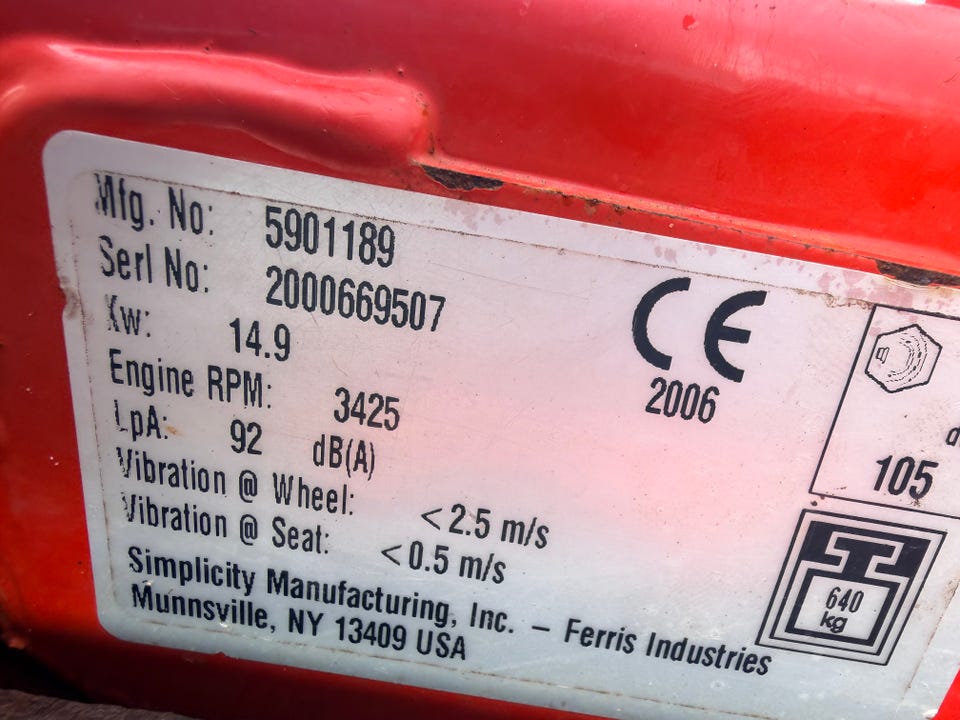 Mfg. No: 5901189
Serl No: 2000669507
Kw: 14.9
Engine RPM: 3425
LpA: 92 dB(A)
Vibration @ Wheel: <2.5 m/s
Vibration @ Seat: <0.5 m/s
Simplicity Manufacturing, Inc. – Ferris Industries
Munnsville, NY 13409 USA
CE
2006
105
640
kg